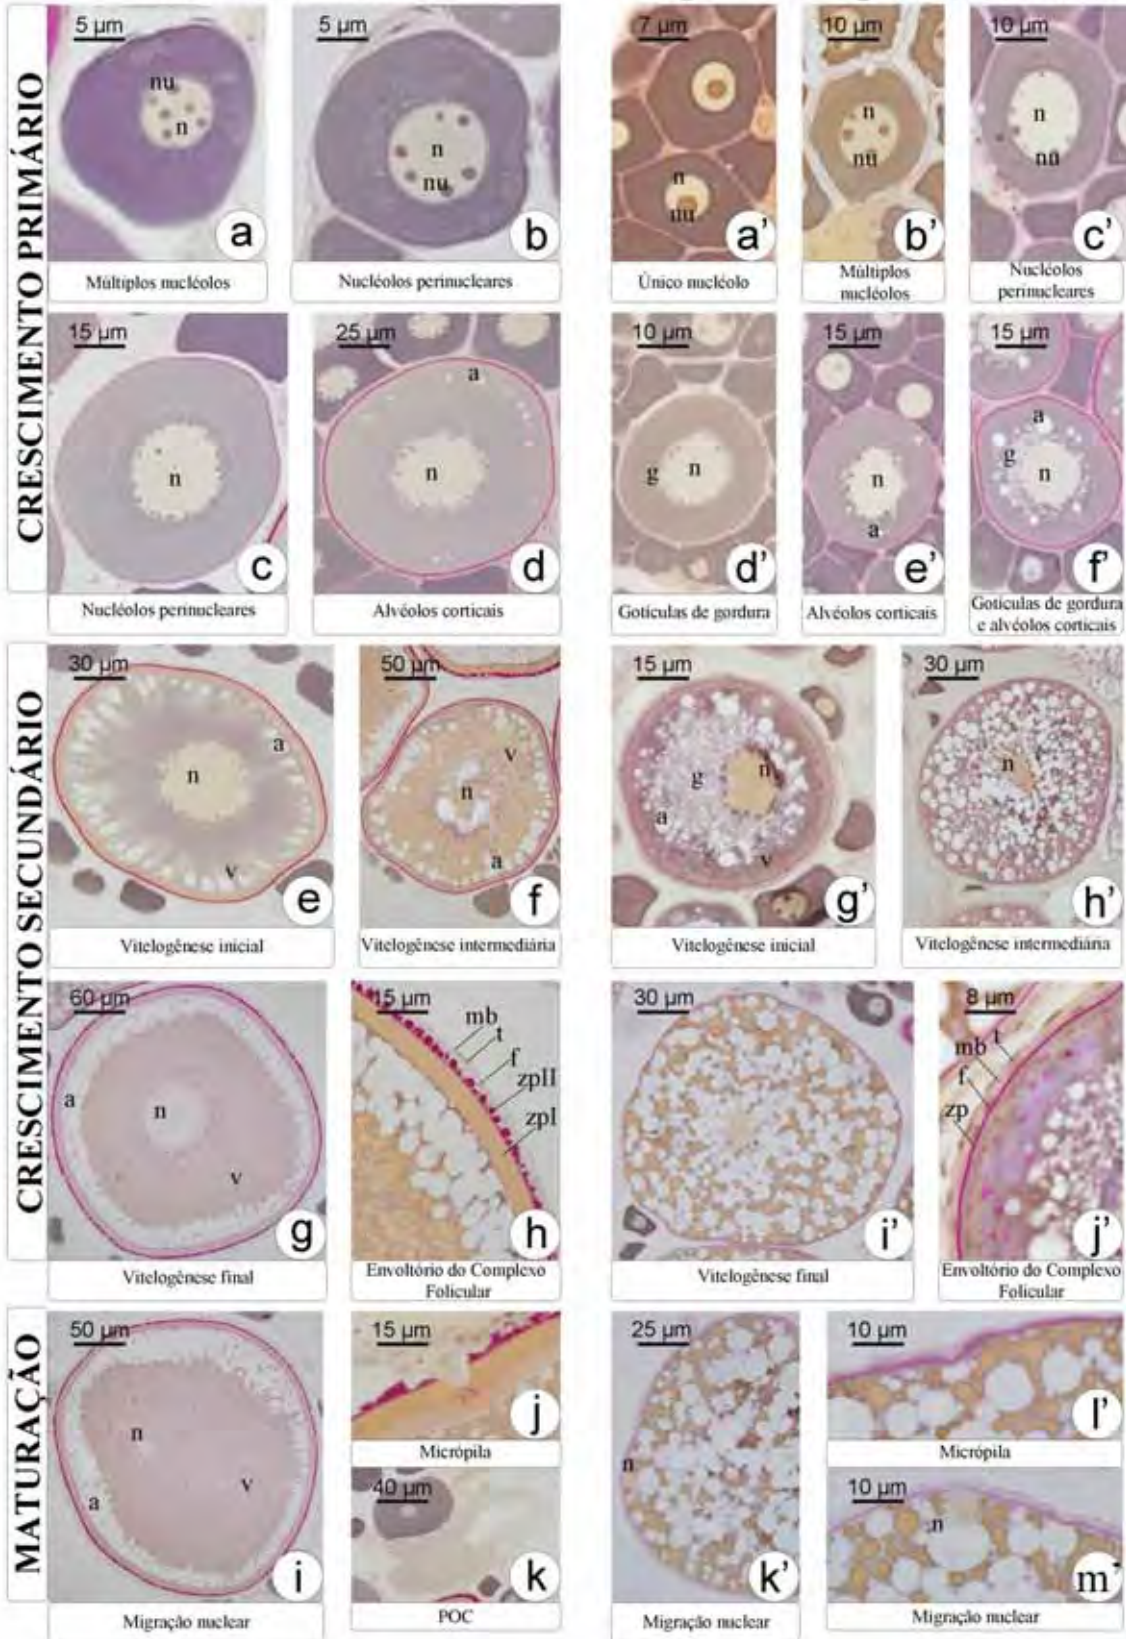 CRESCIMENTO PRIMÁRIO
5 µm
nu
n
a
Múltiplos nucléolos
5 µm
n
nu
b
Nucléolos perinucleares
7 µm
n
nu
a'
Único nucléolo
10 µm
n
nu
b'
Múltiplos
nucléolos
10 µm
n
nu
c'
Nucléolos
perinucleares
15 µm
n
c
Nucléolos perinucleares
25 µm
a
n
d
Alvéolos corticais
10 µm
g
n
d'
Gotículas de gordura
15 µm
n
a
e'
Alvéolos corticais
15 µm
a
g
n
f'
Gotículas de gordura
e alvéolos corticais
CRESCIMENTO SECUNDÁRIO
30 µm
a
n
v
e
Vitelogênese inicial
50 µm
v
n
a
f
Vitelogênese intermediária
15 µm
n
g
a
v
g'
Vitelogênese inicial
30 µm
n
h'
Vitelogênese intermediária
60 µm
a
n
v
g
Vitelogênese final
15 µm
mb
t
f
zpII
zpI
h
Envoltório do Complexo
Folicular
30 µm
i'
Vitelogênese final
8 µm
t
mb
f
zp
j'
Envoltório do Complexo
Folicular
MATURAÇÃO
50 µm
n
v
a
i
Migração nuclear
15 µm
j
Micrópila
40 µm
k
POC
25 µm
n
k'
Migração nuclear
10 µm
l'
Micrópila
10 µm
n
m'
Migração nuclear